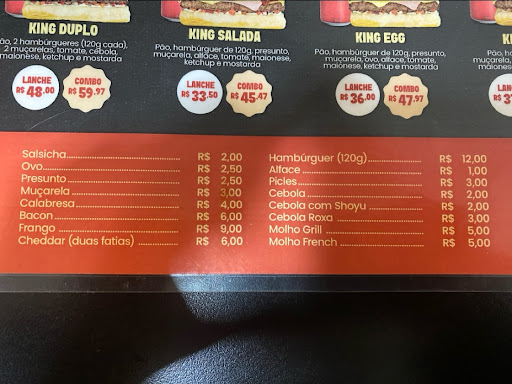 KING DUPLO
ão, 2 hambúrgueres (120g cada),
2 muçarelas, tomate, cebola,
maionese, ketchup e mostarda
LANCHE
R$ 48,00
COMBO
R$ 59,97
KING SALADA
Pão, hambúrguer de 120g, presunto,
muçarela, alface, tomate, maionese,
ketchup e mostarda
LANCHE
R$ 33,50
COMBO
R$ 45,47
KING EGG
Pão, hambúrguer de 120g, presunto,
muçarela, ovo, alface, tomate,
maionese, ketchup e mostarda
LANCHE
R$ 36,00
COMBO
R$ 47,97
Salsicha R$ 2,00
Ovo R$ 2,50
Presunto R$ 2,50
Muçarela R$ 3,00
Calabresa R$ 4,00
Bacon R$ 6,00
Frango R$ 9,00
Cheddar (duas fatias) R$ 6,00
Hambúrguer (120g) R$ 12,00
Alface R$ 1,00
Picles R$ 3,00
Cebola R$ 2,00
Cebola com Shoyu R$ 2,00
Cebola Roxa R$ 3,00
Molho Grill R$ 5,00
Molho French R$ 5,00